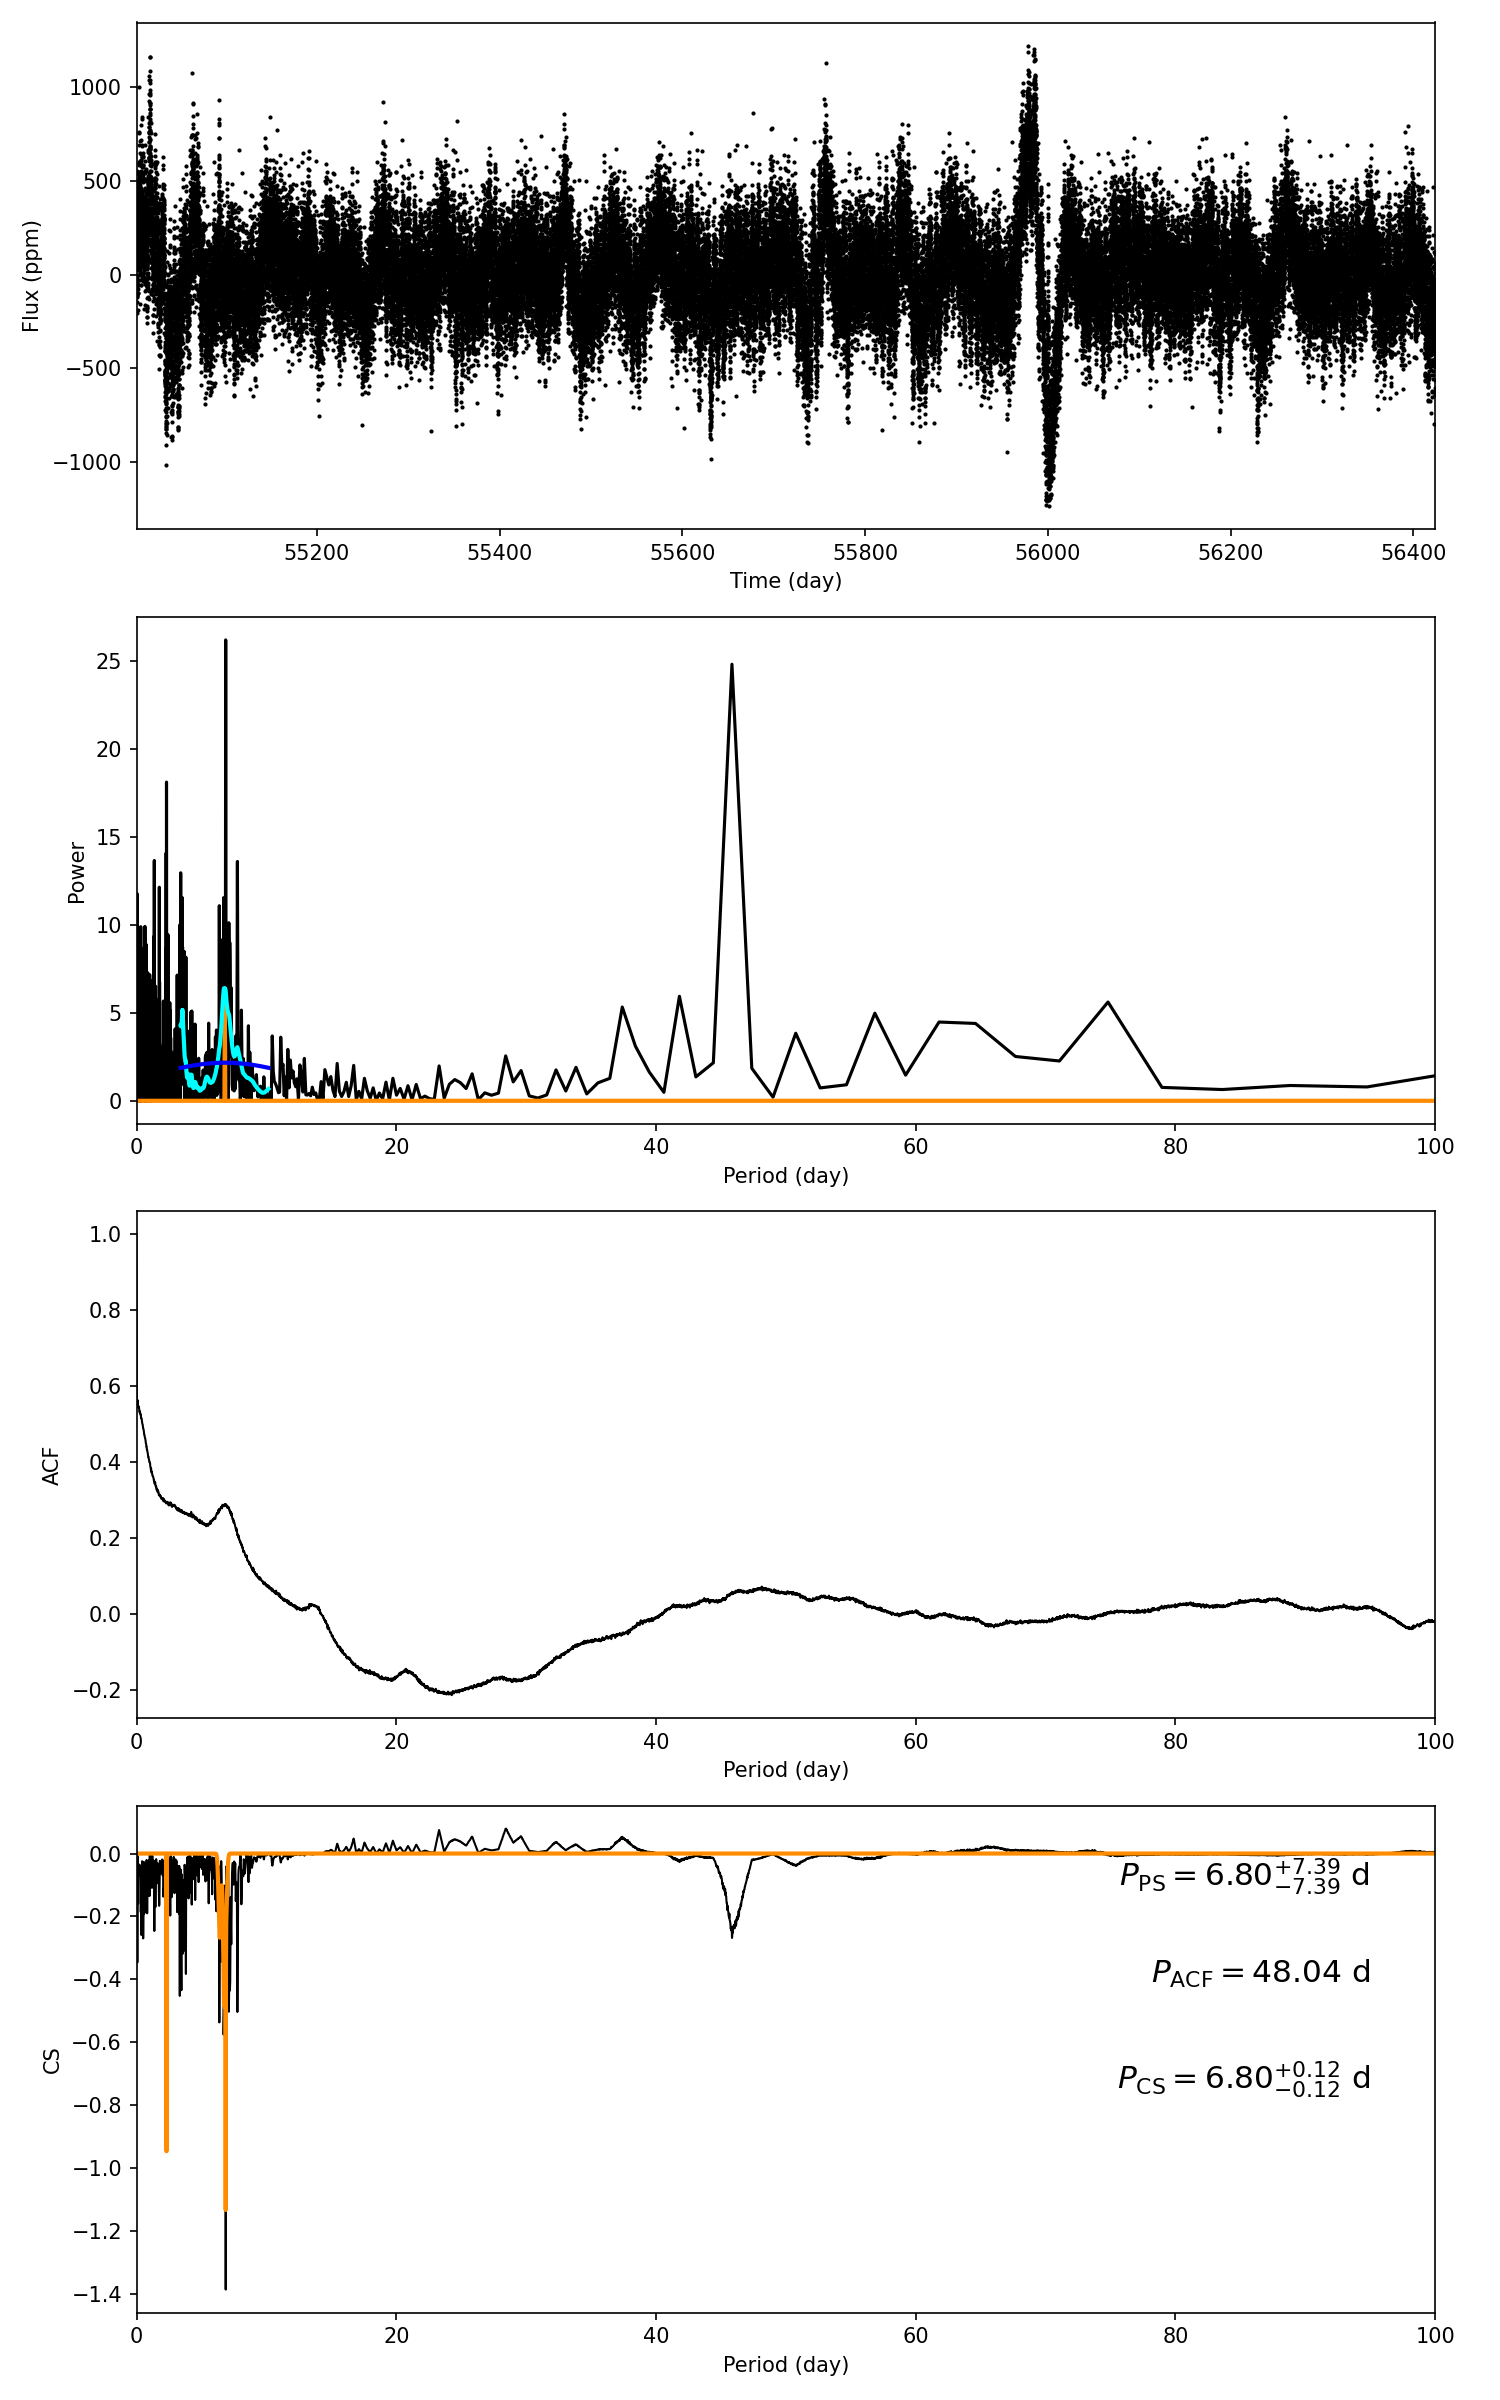 1000
500
0
−500
−1000
Flux (ppm)
55200 55400 55600 55800 56000 56200 56400
Time (day)
25
20
15
10
5
0
Power
0 20 40 60 80 100
Period (day)
1.0
0.8
0.6
0.4
0.2
0.0
−0.2
ACF
0 20 40 60 80 100
Period (day)
0.0
−0.2
−0.4
−0.6
−0.8
−1.0
−1.2
−1.4
CS
P_PS = 6.80^{+7.39}_{−7.39} d
P_ACF = 48.04 d
P_CS = 6.80^{+0.12}_{−0.12} d
0 20 40 60 80 100
Period (day)